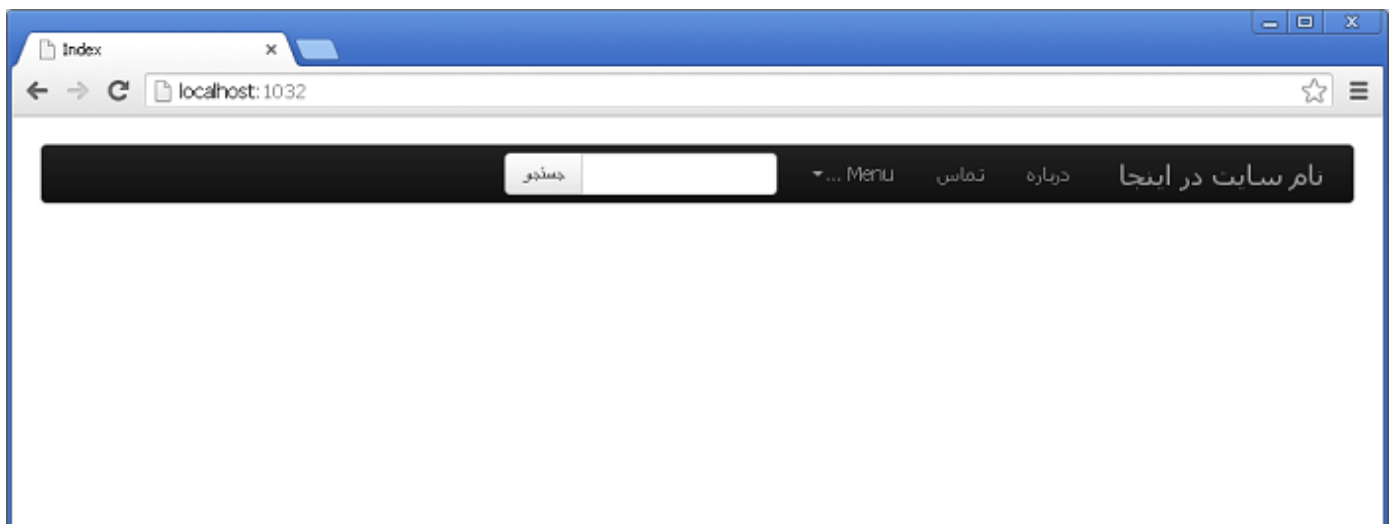 Index
localhost:1032
نام سایت در اینجا درباره تماس Menu ... جستجو